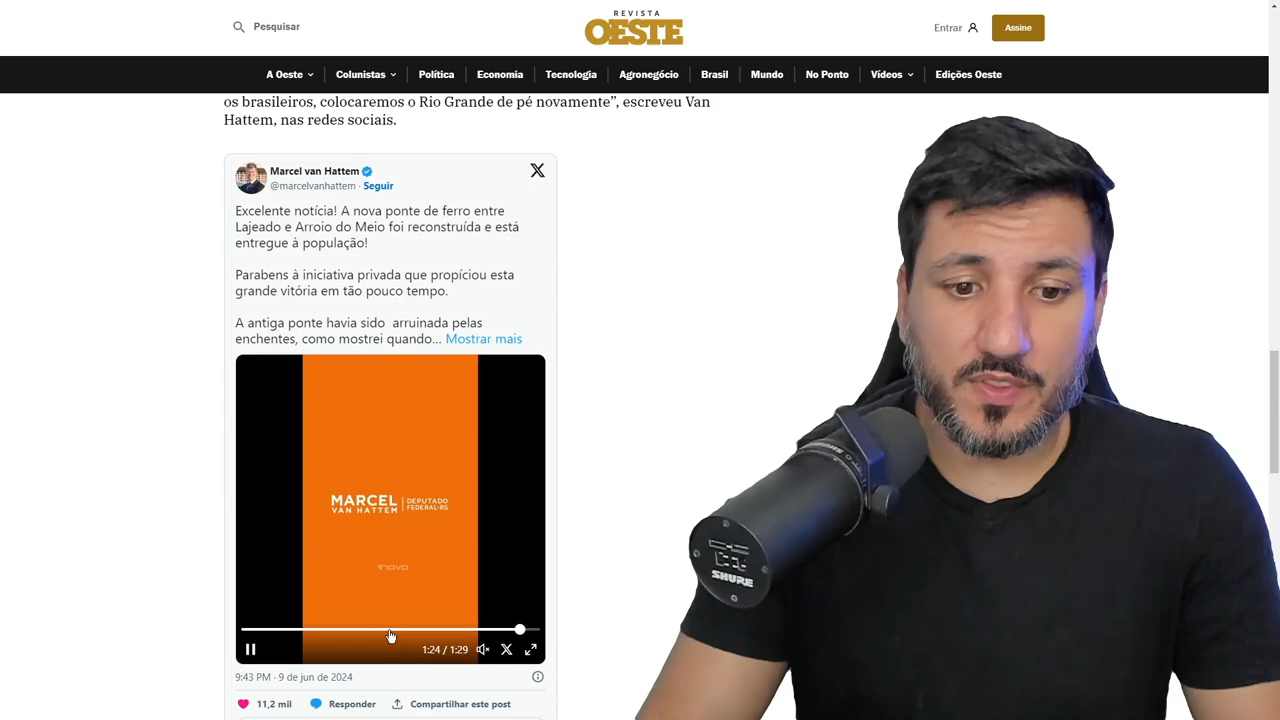 Pesquisar
REVISTA
OESTE
Entrar
Assine
A Oeste
Colunistas
Política
Economia
Tecnologia
Agronegócio
Brasil
Mundo
No Ponto
Vídeos
Edições Oeste
os brasileiros, colocaremos o Rio Grande de pé novamente”, escreveu Van
Hattem, nas redes sociais.
Marcel van Hattem
@marcelvanhattem · Seguir
Excelente notícia! A nova ponte de ferro entre
Lajeado e Arroio do Meio foi reconstruída e está
entregue à população!
Parabens à iniciativa privada que propíciou esta
grande vitória em tão pouco tempo.
A antiga ponte havia sido arruinada pelas
enchentes, como mostrei quando... Mostrar mais
MARCEL
VAN HATTEM
DEPUTADO
FEDERAL·RS
NOVO
1:24 / 1:29
9:43 PM · 9 de jun de 2024
11,2 mil
Responder
Compartilhar este post
SHURE